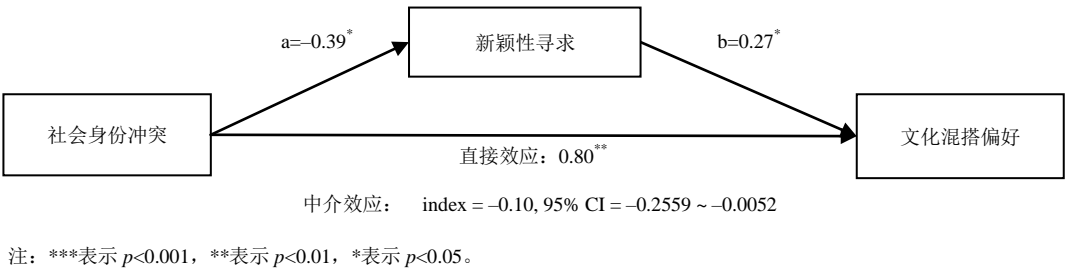 a=–0.39*
新颖性寻求
b=0.27*
社会身份冲突
文化混搭偏好
直接效应：0.80**
中介效应： index = –0.10, 95% CI = –0.2559 ~ –0.0052
注：***表示 p<0.001，**表示 p<0.01，*表示 p<0.05。